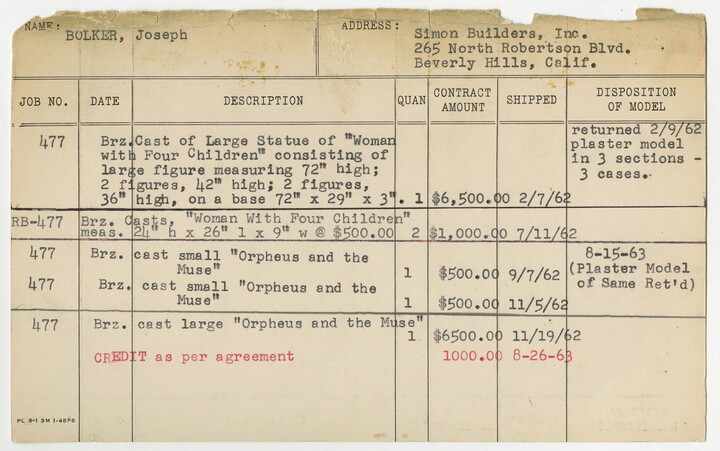 NAME: BOLKER, Joseph
ADDRESS: Simon Builders, Inc.
265 North Robertson Blvd.
Beverly Hills, Calif.
JOB NO. DATE DESCRIPTION QUAN CONTRACT AMOUNT SHIPPED DISPOSITION OF MODEL
477 Brz. Cast of Large Statue of "Woman
with Four Children" consisting of
large figure measuring 72" high;
2 figures, 42" high; 2 figures,
36" high, on a base 72" x 29" x 3". 1 $6,500.00 2/7/62
returned 2/9/62
plaster model
in 3 sections -
3 cases.
RB-477 Brz. Casts, "Woman With Four Children"
meas. 24" h x 26" l x 9" w @ $500.00 2 $1,000.00 7/11/62
477 Brz. cast small "Orpheus and the
Muse" 1 $500.00 9/7/62
8-15-63
(Plaster Model
of Same Ret'd)
477 Brz. cast small "Orpheus and the
Muse" 1 $500.00 11/5/62
477 Brz. cast large "Orpheus and the Muse"
1 $6500.00 11/19/62
CREDIT as per agreement 1000.00 8-26-63